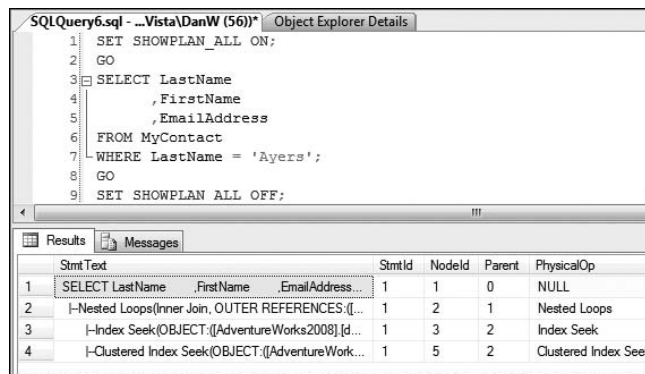 SQLQuery6.sql - ...Vista\DanW (56))* Object Explorer Details
1 SET SHOWPLAN_ALL ON;
2 GO
3 SELECT LastName
4 ,FirstName
5 ,EmailAddress
6 FROM MyContact
7 WHERE LastName = 'Ayers';
8 GO
9 SET SHOWPLAN ALL OFF;
Results Messages
StmtText StmtId NodeId Parent PhysicalOp
1 SELECT LastName ,FirstName ,EmailAddress... 1 1 0 NULL
2 |--Nested Loops(Inner Join, OUTER REFERENCES:([... 1 2 1 Nested Loops
3 |--Index Seek(OBJECT:([AdventureWorks2008].[d... 1 3 2 Index Seek
4 |--Clustered Index Seek(OBJECT:([AdventureWork... 1 5 2 Clustered Index See